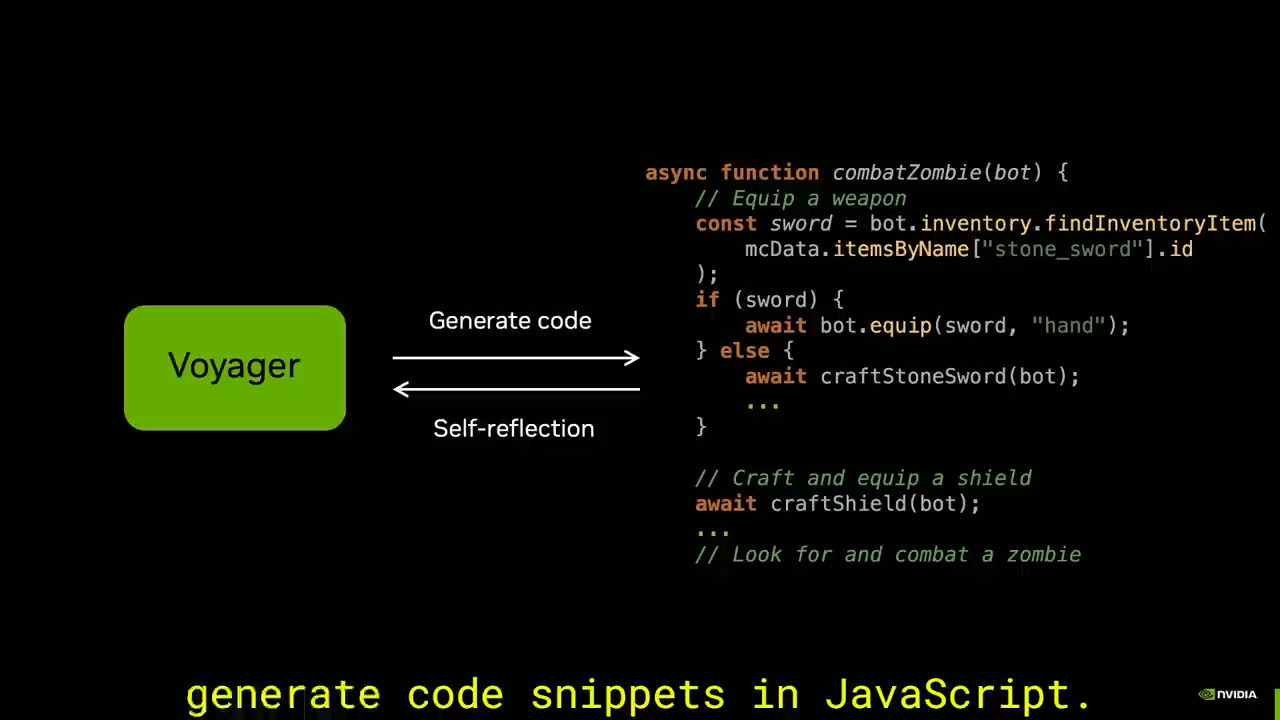 Voyager
Generate code
Self-reflection
async function combatZombie(bot) {
// Equip a weapon
const sword = bot.inventory.findInventoryItem(
mcData.itemsByName["stone_sword"].id
);
if (sword) {
await bot.equip(sword, "hand");
} else {
await craftStoneSword(bot);
...
}
// Craft and equip a shield
await craftShield(bot);
...
// Look for and combat a zombie
generate code snippets in JavaScript.
NVIDIA